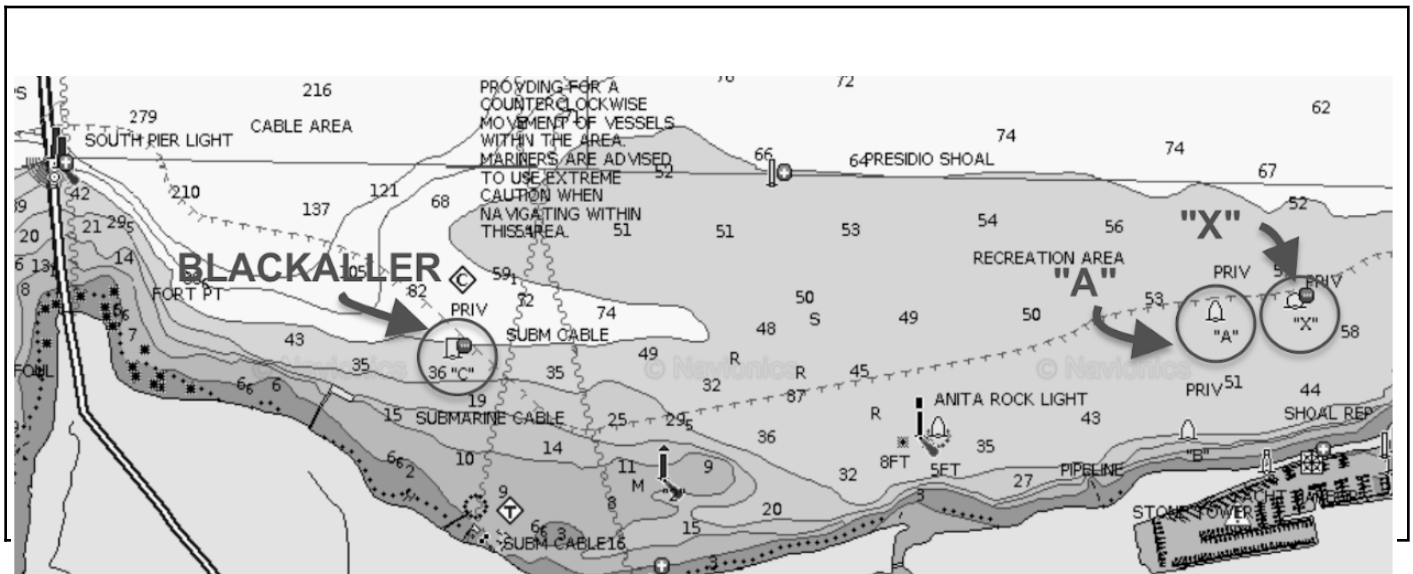 216
72
62
279
PROVDING FOR A
COUNTERCLOCKWISE
MOVEMENT OF VESSELS
WITHIN THE AREA.
MARINERS ARE ADVISED
TO USE EXTREME
CAUTION WHEN
NAVIGATING WITHIN
THIS AREA.
CABLE AREA
SOUTH PIER LIGHT
74
74
66
64
PRESIDIO SHOAL
52
67
42
210
121
137
68
51
51
53
54
56
52
20
21
29
14
"X"
RECREATION AREA
BLACKALLER
105
C
59
"A"
PRIV
PRIV
82
FORT PT
PRIV
72
74
50
S
53
48
49
50
"A"
"X"
58
43
SUBM CABLE
35
36
"C"
35
49
R
R
45
© Navionics
© Navionics
© Navionics
32
87
PRIV
51
44
FOUL
6
19
15
SUBMARINE CABLE
25
29
R
ANITA ROCK LIGHT
43
SHOAL REP
36
14
10
11
M
9
32
8FT
5FT
35
27
PIPELINE
"B"
9
T
8
20
15
STONE TOWER
SUBM CABLE
16
3